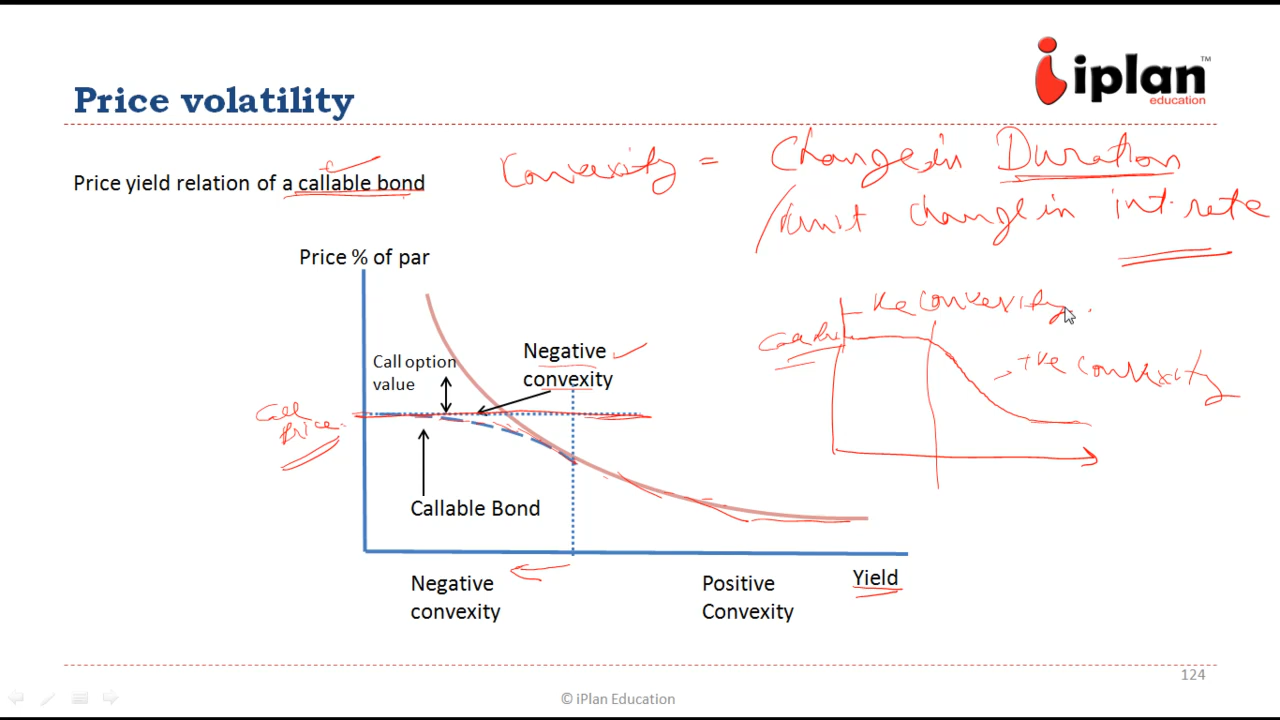 iplan
TM
education
Price volatility
Convexity = Change in Duration
/ Unit change in int. rate
Price yield relation of a callable bond
Price % of par
-ve convexity
+ve convexity
Call option
value
Negative
convexity
Call
Price
Callable Bond
Negative
convexity
Positive
Convexity
Yield
124
© iPlan Education